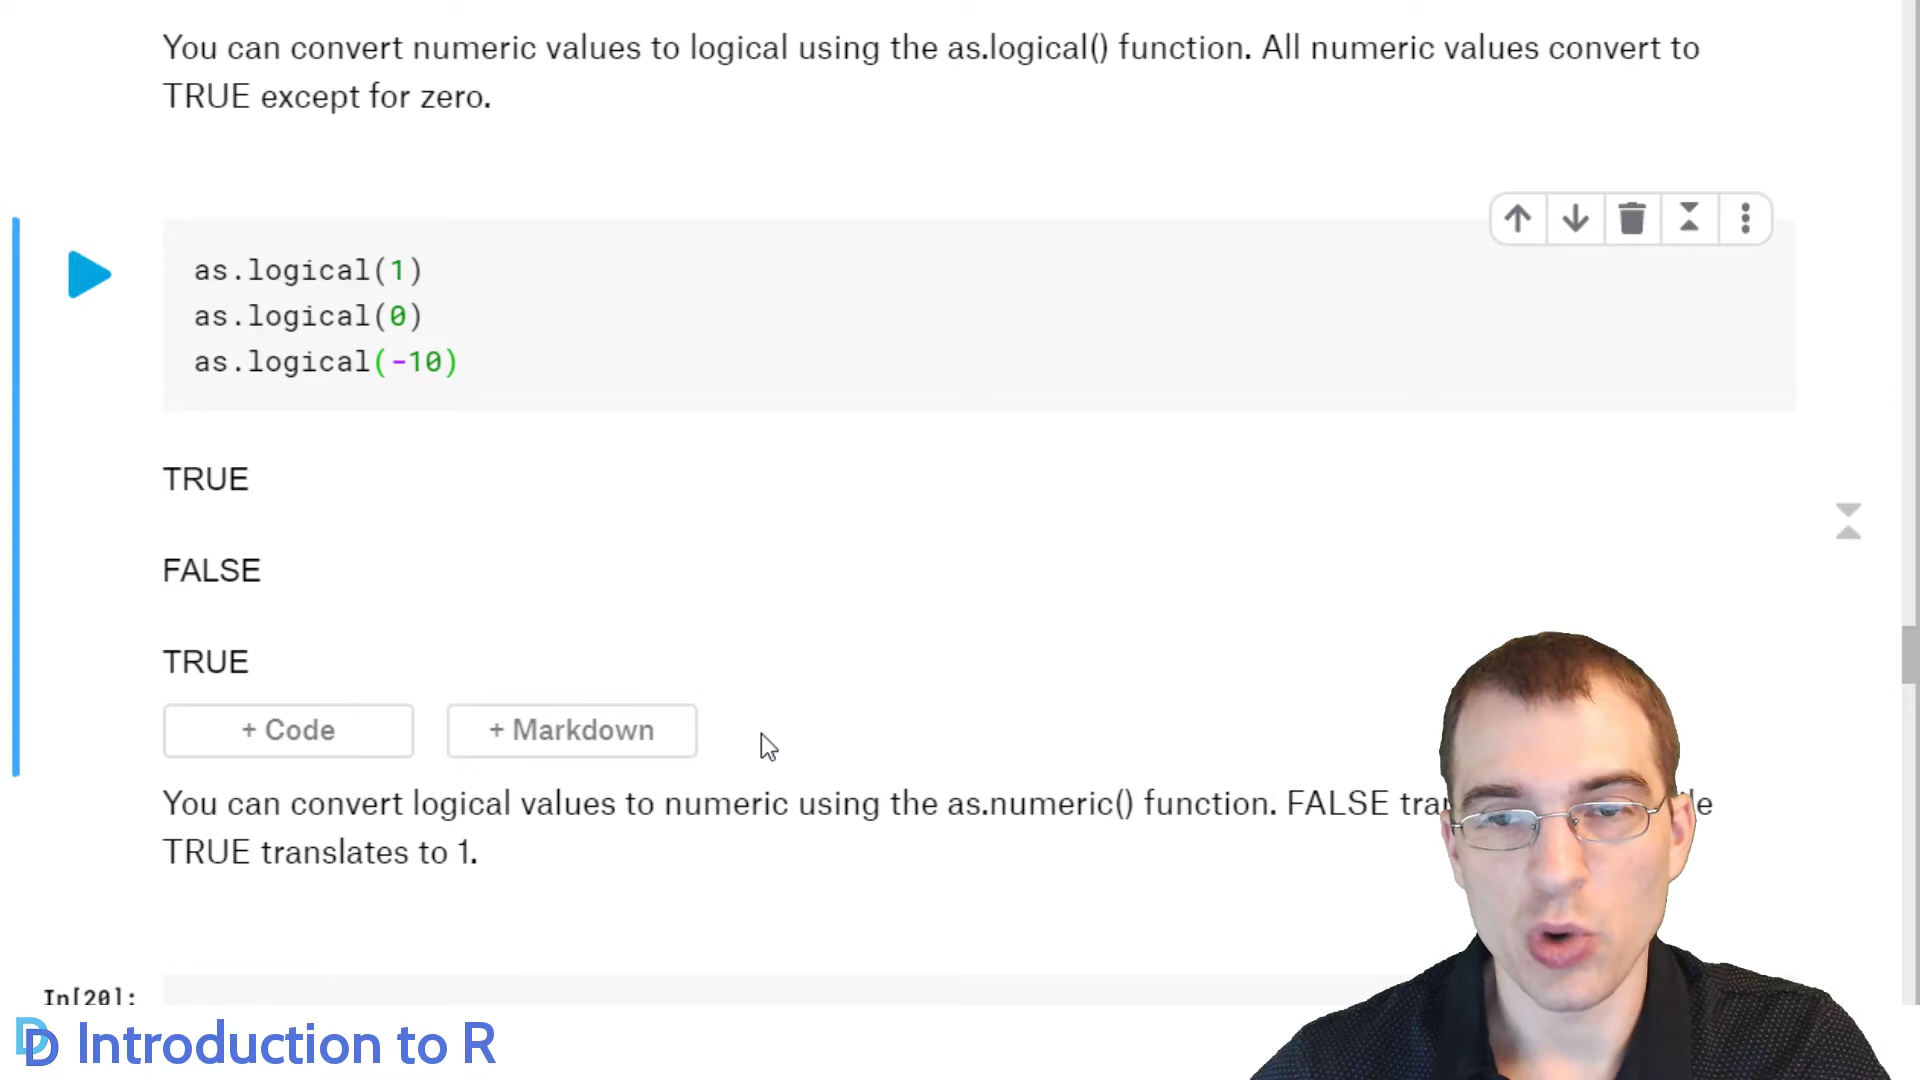 You can convert numeric values to logical using the as.logical() function. All numeric values convert to
TRUE except for zero.
as.logical(1)
as.logical(0)
as.logical(-10)
TRUE
FALSE
TRUE
+ Code
+ Markdown
You can convert logical values to numeric using the as.numeric() function. FALSE
TRUE translates to 1.
In[20]:
Introduction to R